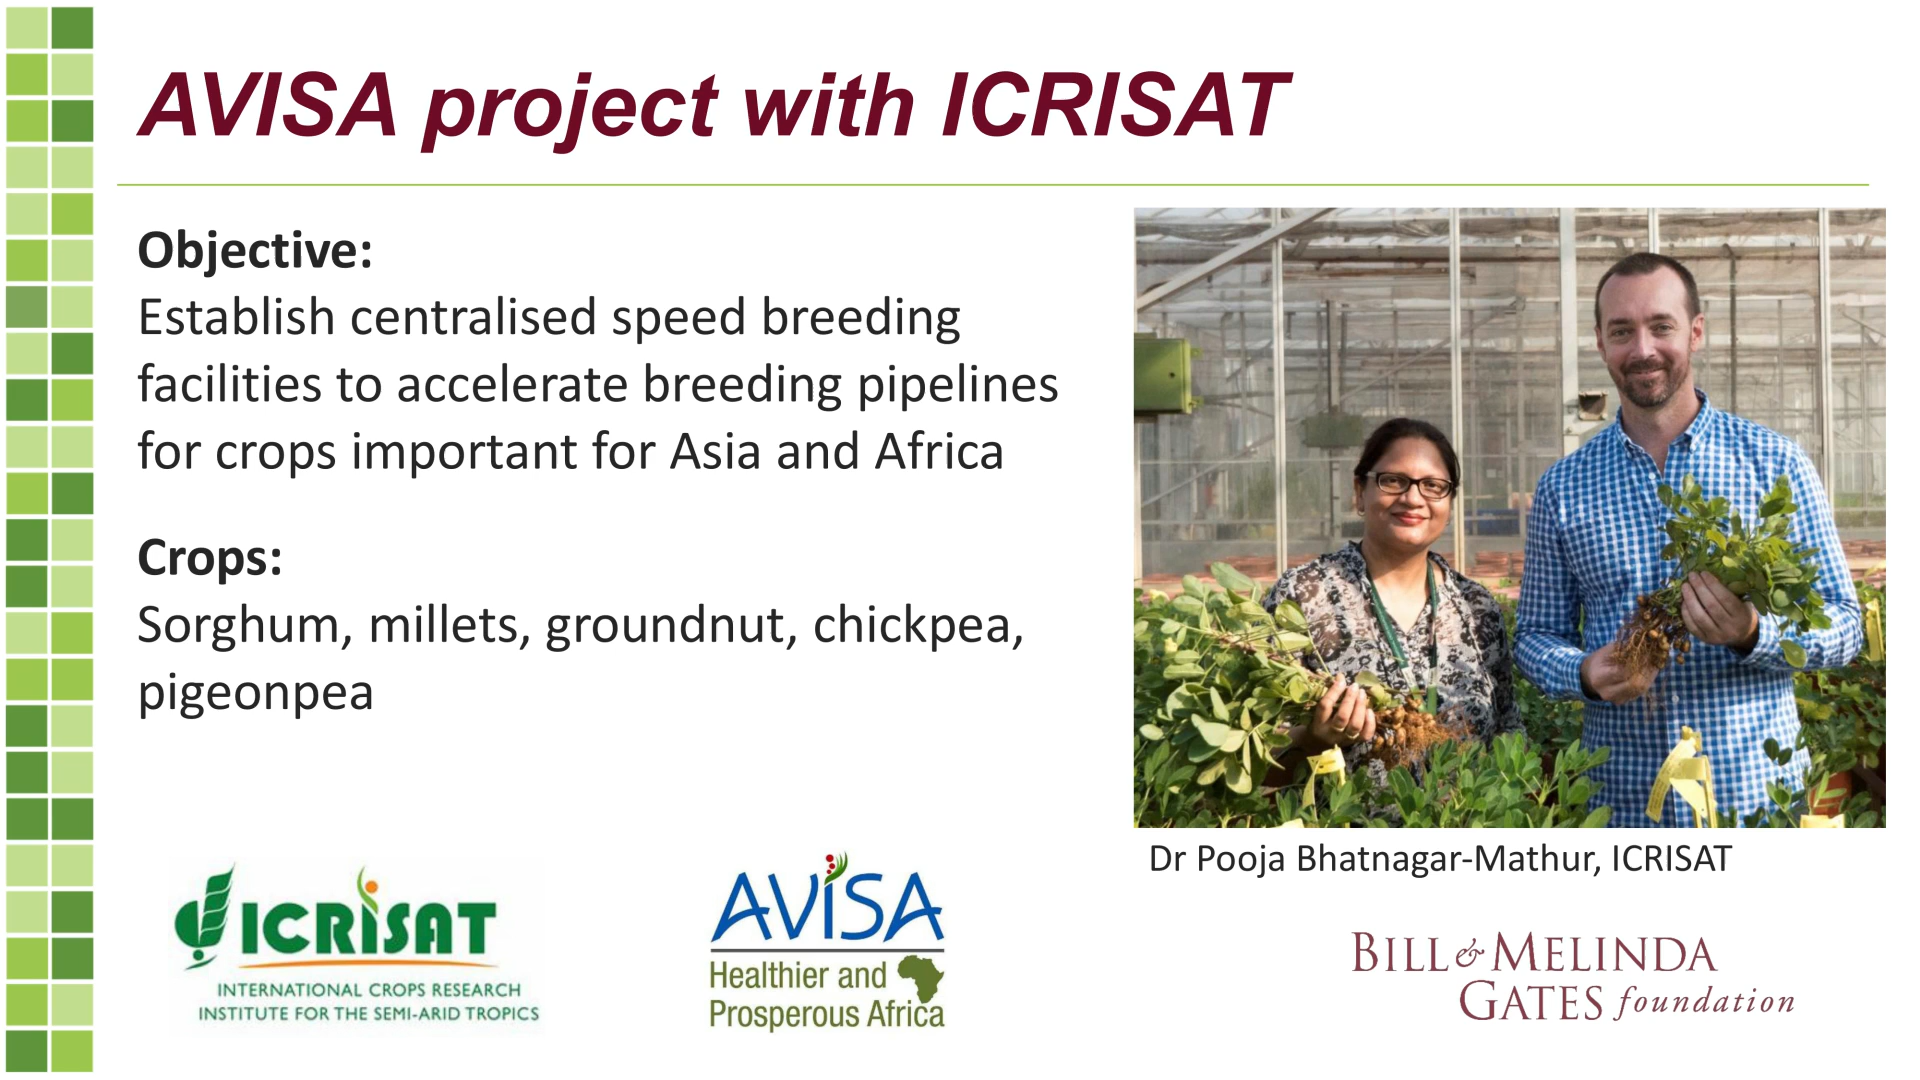 AVISA project with ICRISAT
Objective:
Establish centralised speed breeding
facilities to accelerate breeding pipelines
for crops important for Asia and Africa
Crops:
Sorghum, millets, groundnut, chickpea,
pigeonpea
Dr Pooja Bhatnagar-Mathur, ICRISAT
ICRISAT
INTERNATIONAL CROPS RESEARCH
INSTITUTE FOR THE SEMI-ARID TROPICS
AVISA
Healthier and
Prosperous Africa
BILL & MELINDA
GATES foundation